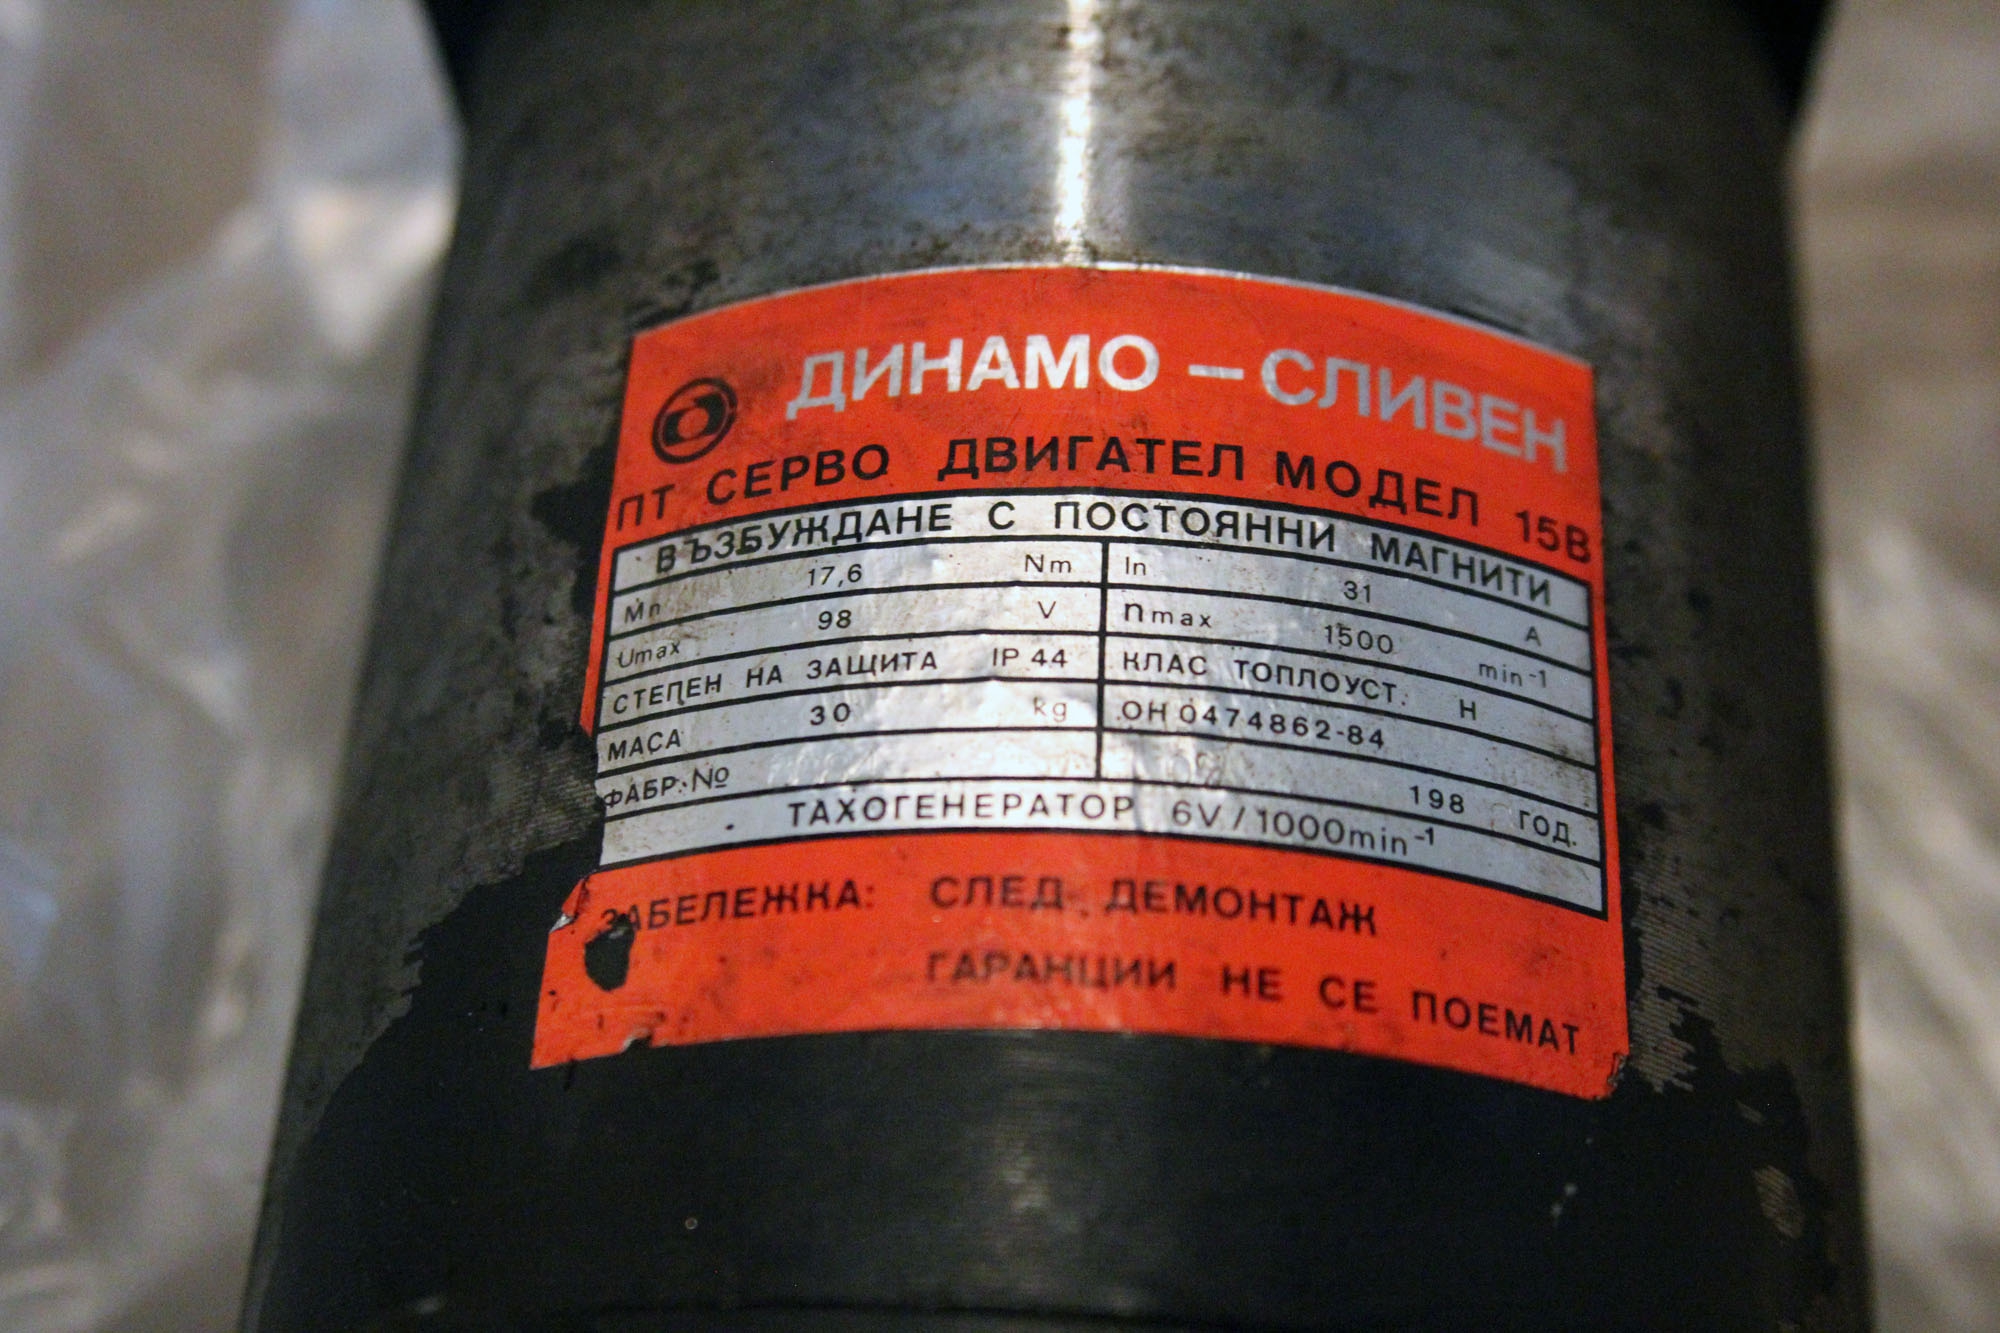 ДИНАМО – СЛИВЕН
ПТ СЕРВО ДВИГАТЕЛ МОДЕЛ 15В
ВЪЗБУЖДАНЕ С ПОСТОЯННИ МАГНИТИ
Mn 17,6 Nm In 31 A
Umax 98 V nmax 1500 min-1
СТЕПЕН НА ЗАЩИТА IP 44 КЛАС ТОПЛОУСТ. Н
МАСА 30 kg ОН 0474862-84
ФАБР. № 198 ГОД.
ТАХОГЕНЕРАТОР 6V/1000min-1
ЗАБЕЛЕЖКА: СЛЕД ДЕМОНТАЖ
ГАРАНЦИИ НЕ СЕ ПОЕМАТ